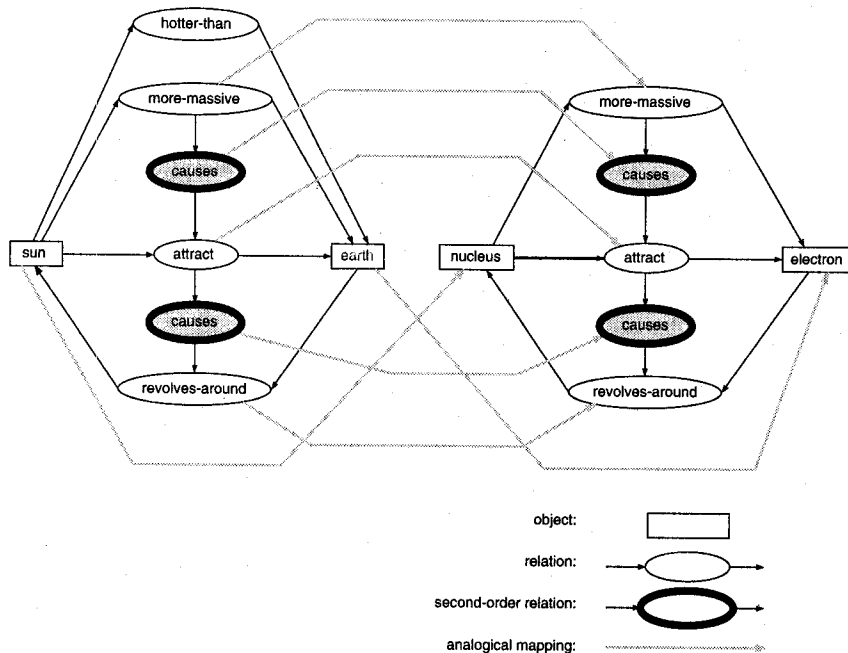 hotter-than
more-massive
more-massive
causes
causes
sun
attract
earth
nucleus
attract
electron
causes
causes
revolves-around
revolves-around
object:
relation:
second-order relation:
analogical mapping: